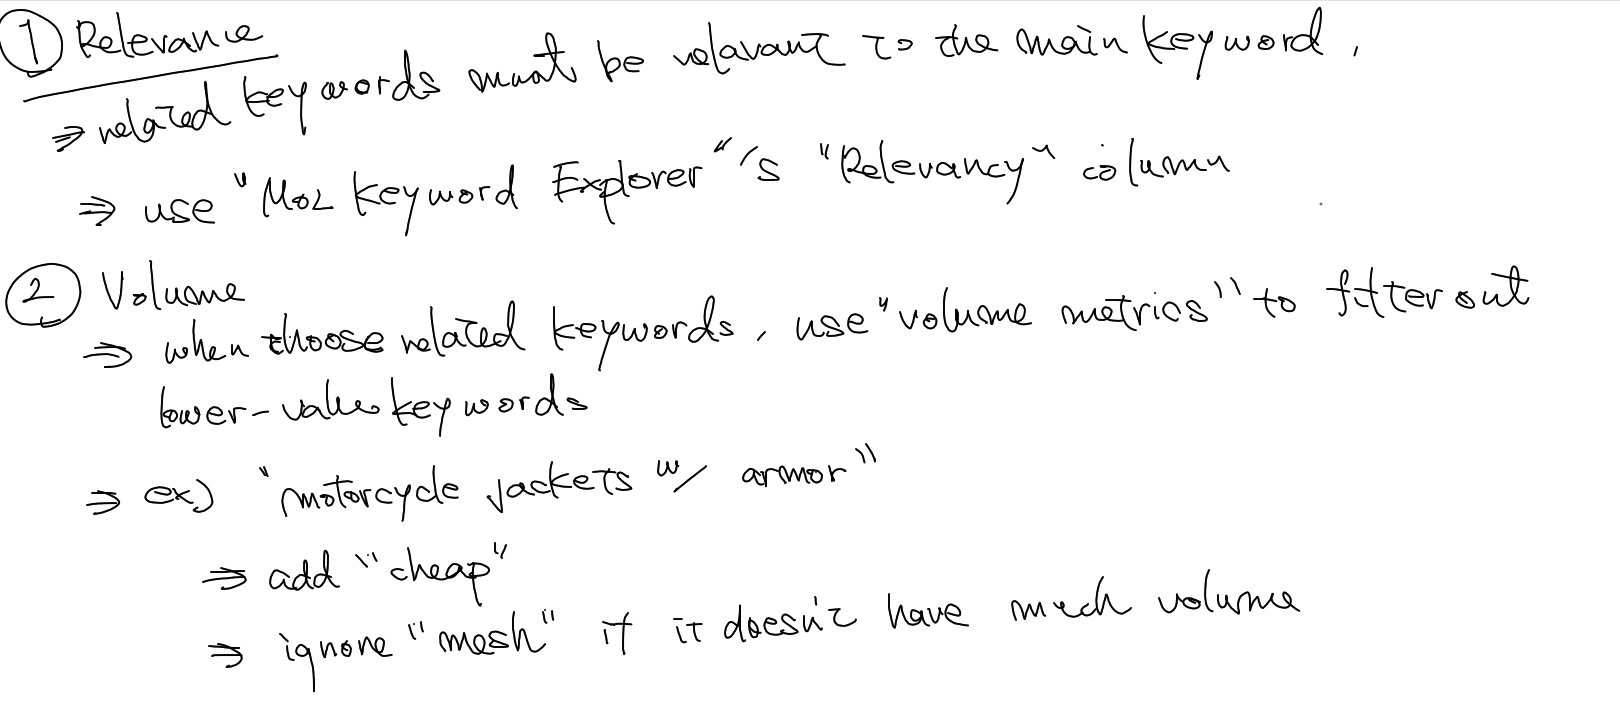 ① Relevance
⇒ related keywords must be relavant to the main keyword.
⇒ use "Moz Keyword Explorer"'s "Relevancy" column
② Volume
⇒ when choose related keywords, use "volume metrics" to filter out
lower-value keywords
⇒ ex) "motorcycle jackets w/ armor"
⇒ add "cheap"
⇒ ignore "mesh" if it doesn't have much volume